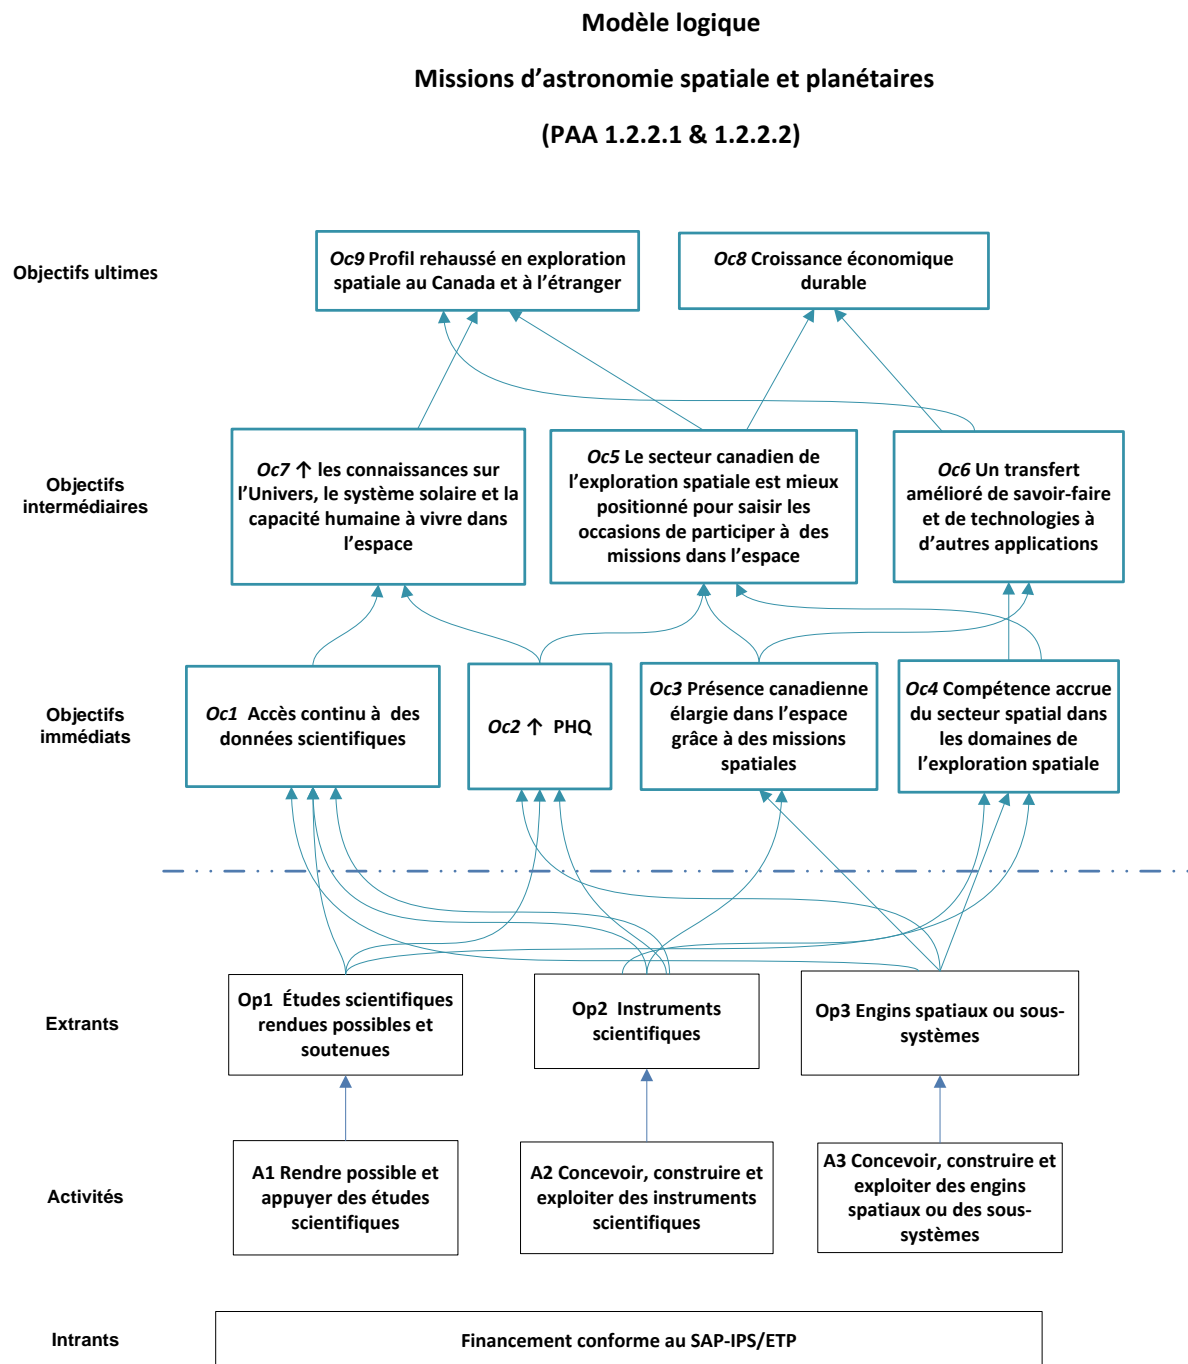 Modèle logique
Missions d'astronomie spatiale et planétaires
(PAA 1.2.2.1 & 1.2.2.2)
Objectifs ultimes
Oc9 Profil rehaussé en exploration
spatiale au Canada et à l'étranger
Oc8 Croissance économique
durable
Objectifs
intermédiaires
Oc7 ↑ les connaissances sur
l'Univers, le système solaire et la
capacité humaine à vivre dans
l'espace
Oc5 Le secteur canadien de
l'exploration spatiale est mieux
positionné pour saisir les
occasions de participer à des
missions dans l'espace
Oc6 Un transfert
amélioré de savoir-faire
et de technologies à
d'autres applications
Objectifs
immédiats
Oc1 Accès continu à des
données scientifiques
Oc2 ↑ PHQ
Oc3 Présence canadienne
élargie dans l'espace
grâce à des missions
spatiales
Oc4 Compétence accrue
du secteur spatial dans
les domaines de
l'exploration spatiale
Extrants
Op1 Études scientifiques
rendues possibles et
soutenues
Op2 Instruments
scientifiques
Op3 Engins spatiaux ou sous-
systèmes
Activités
A1 Rendre possible et
appuyer des études
scientifiques
A2 Concevoir, construire et
exploiter des instruments
scientifiques
A3 Concevoir, construire et
exploiter des engins
spatiaux ou des sous-
systèmes
Intrants
Financement conforme au SAP-IPS/ETP